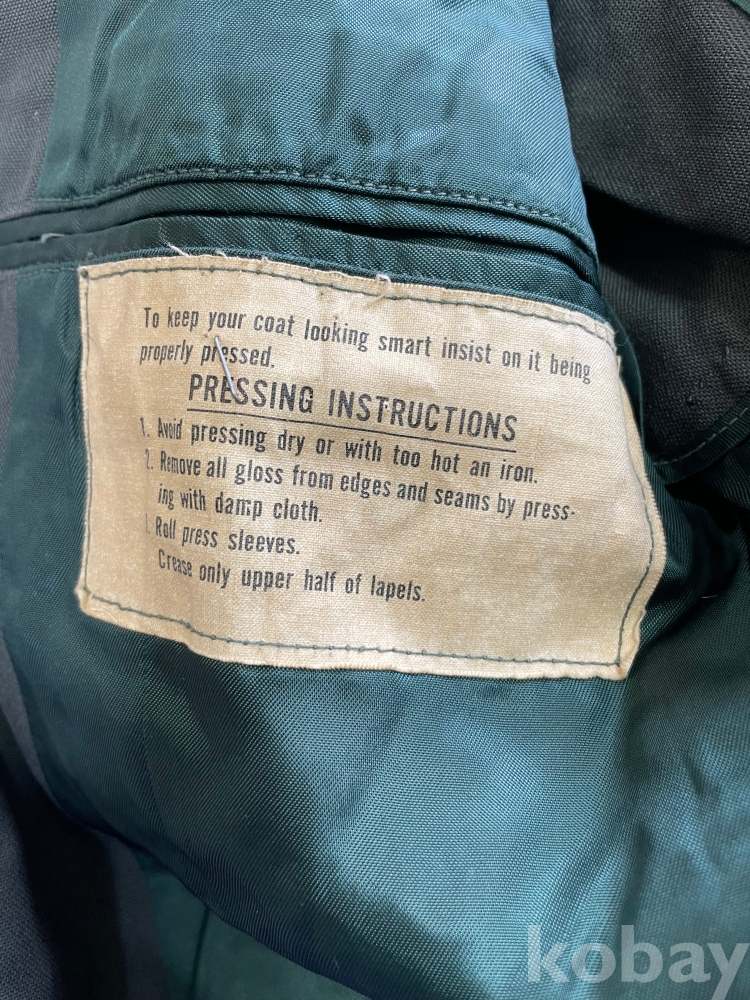 To keep your coat looking smart insist on it being
properly pressed.
PRESSING INSTRUCTIONS
1. Avoid pressing dry or with too hot an iron.
2. Remove all gloss from edges and seams by press-
ing with damp cloth.
. Roll press sleeves.
Crease only upper half of lapels.
kobay